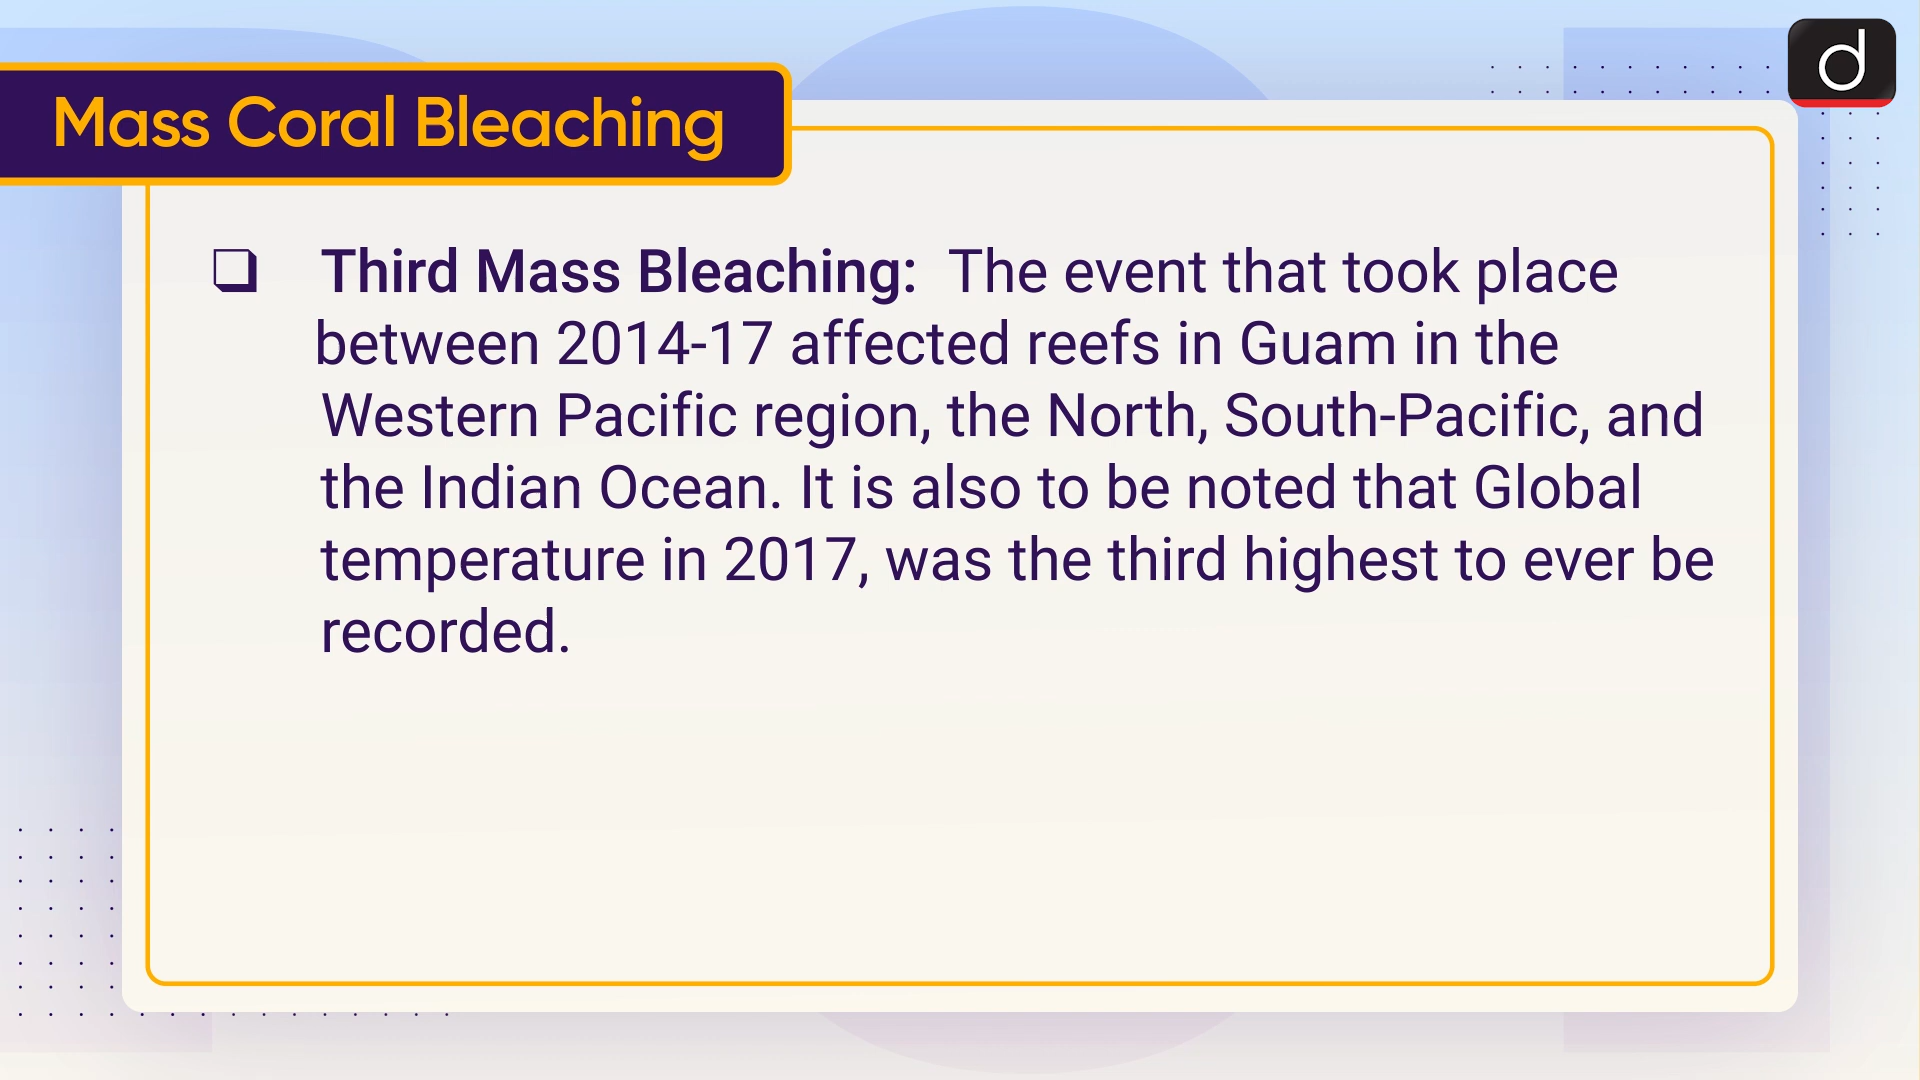 Mass Coral Bleaching
d
❑ Third Mass Bleaching: The event that took place
between 2014-17 affected reefs in Guam in the
Western Pacific region, the North, South-Pacific, and
the Indian Ocean. It is also to be noted that Global
temperature in 2017, was the third highest to ever be
recorded.